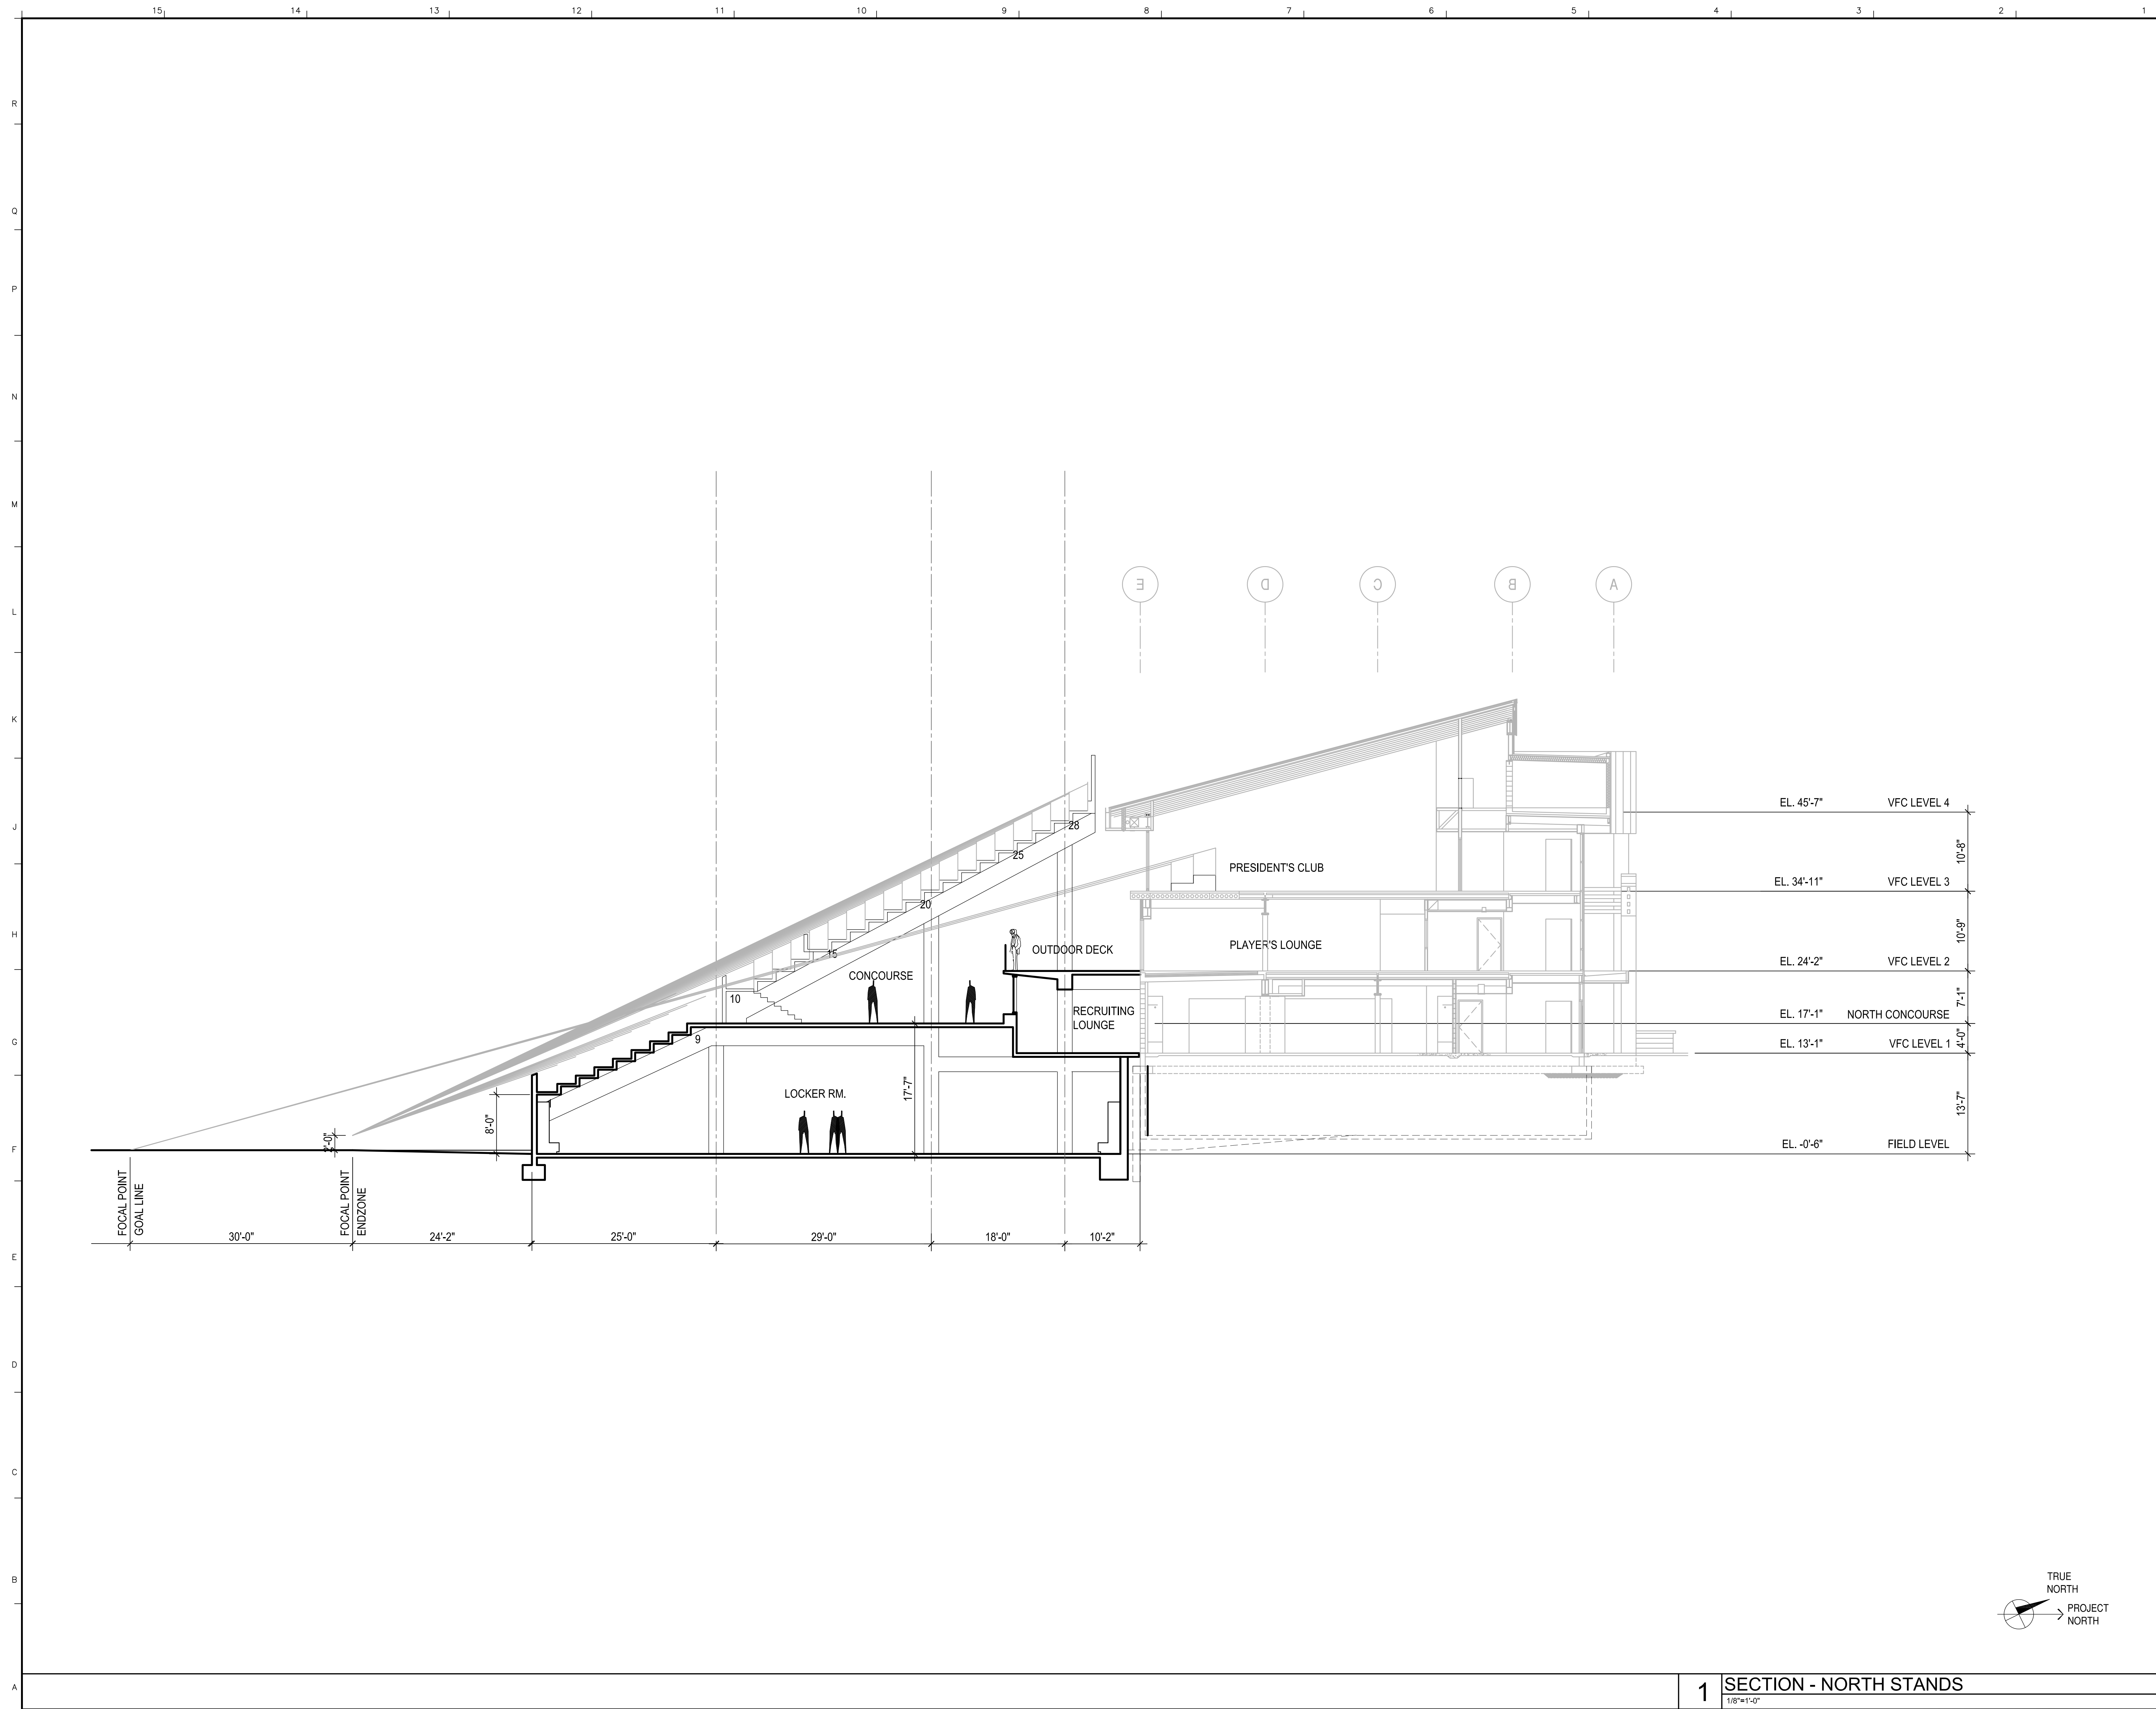 15 14 13 12 11 10 9 8 7 6 5 4 3 2 1
R
Q
P
N
M
L
K
J
H
G
F
E
D
C
B
A
E D C B A
EL. 45'-7" VFC LEVEL 4
10'-8"
PRESIDENT'S CLUB
EL. 34'-11" VFC LEVEL 3
10'-9"
PLAYER'S LOUNGE
OUTDOOR DECK
EL. 24'-2" VFC LEVEL 2
7'-1"
28
25
20
15
10
9
CONCOURSE
RECRUITING
LOUNGE
EL. 17'-1" NORTH CONCOURSE
4'-0"
EL. 13'-1" VFC LEVEL 1
13'-7"
LOCKER RM.
17'-7"
8'-0"
2'-0"
EL. -0'-6" FIELD LEVEL
FOCAL POINT
GOAL LINE
FOCAL POINT
ENDZONE
30'-0" 24'-2" 25'-0" 29'-0" 18'-0" 10'-2"
TRUE
NORTH
PROJECT
NORTH
1 SECTION - NORTH STANDS
1/8"=1'-0"